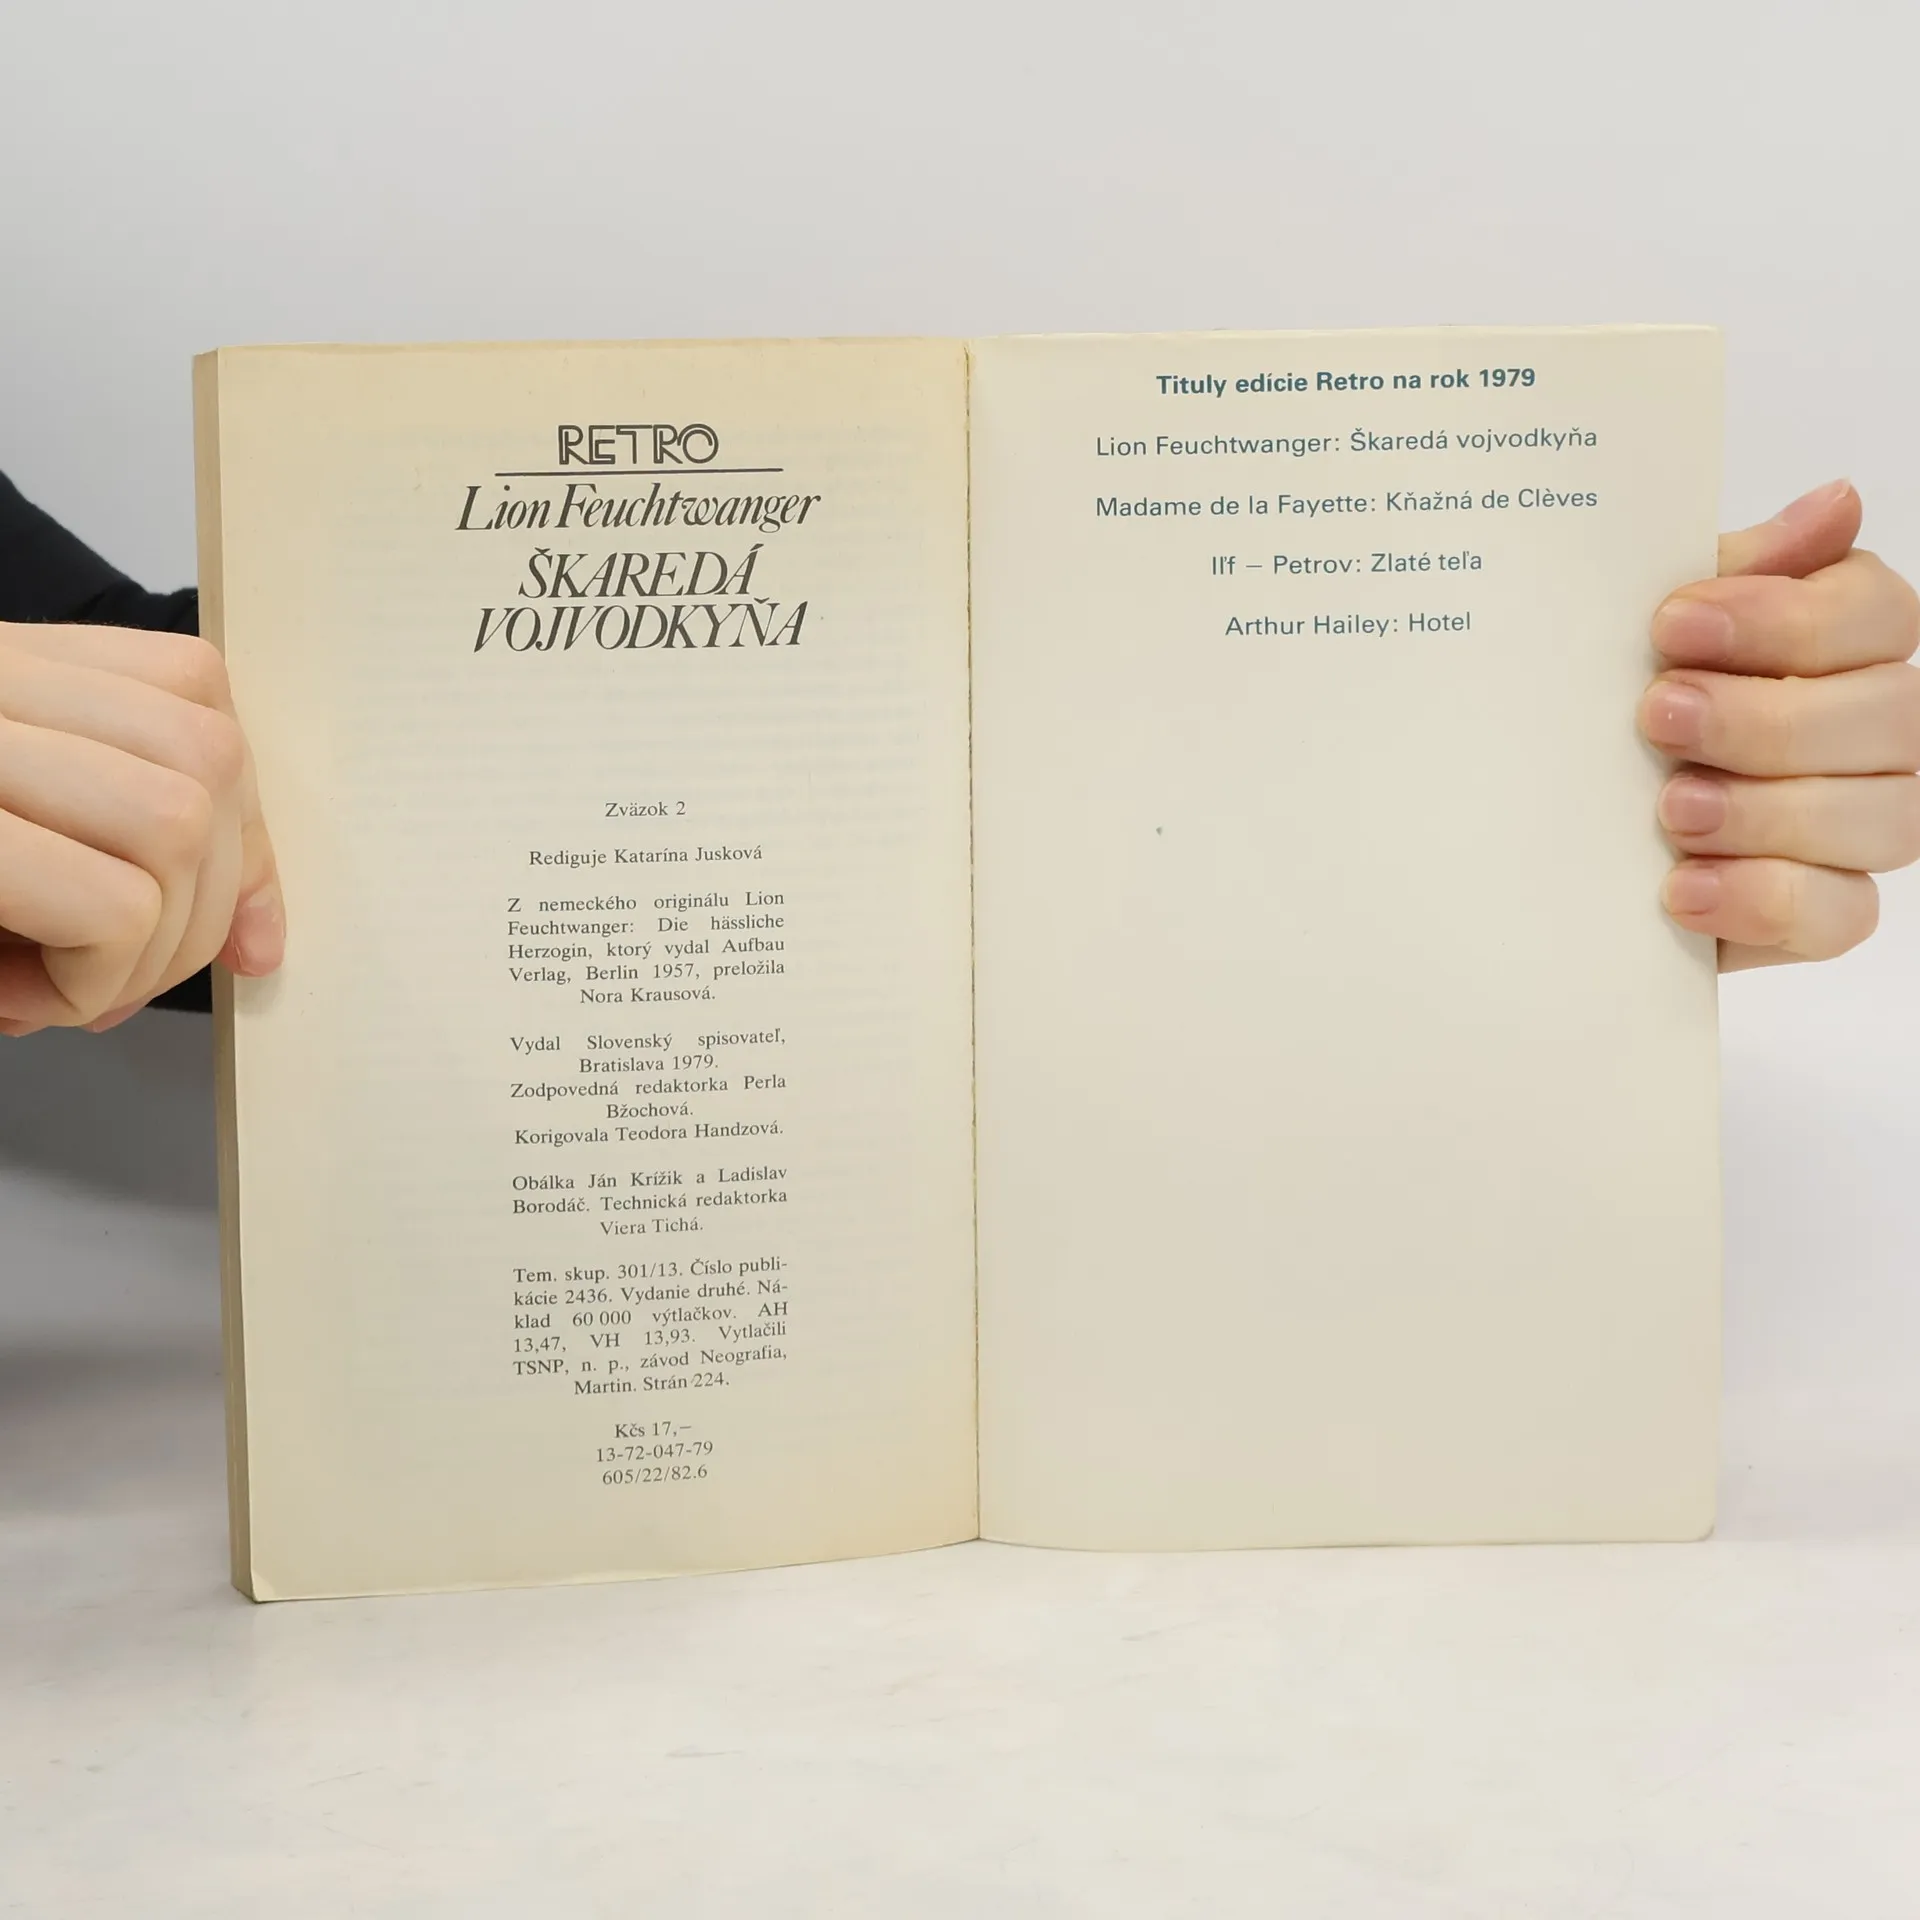 RETRO
Lion Feuchtwanger
ŠKAREDÁ
VOJVODKYŇA
Zväzok 2
Rediguje Katarína Jusková
Z nemeckého originálu Lion
Feuchtwanger: Die hässliche
Herzogin, ktorý vydal Aufbau
Verlag, Berlin 1957, preložila
Nora Krausová.
Vydal Slovenský spisovateľ,
Bratislava 1979.
Zodpovedná redaktorka Perla
Bžochová.
Korigovala Teodora Handzová.
Obálka Ján Krížik a Ladislav
Borodáč. Technická redaktorka
Viera Tichá.
Tem. skup. 301/13. Číslo publi-
kácie 2436. Vydanie druhé. Ná-
klad 60 000 výtlačkov. AH
13,47, VH 13,93. Vytlačili
TSNP, n. p., závod Neografia,
Martin. Strán 224.
Kčs 17,–
13-72-047-79
605/22/82.6
Tituly edície Retro na rok 1979
Lion Feuchtwanger: Škaredá vojvodkyňa
Madame de la Fayette: Kňažná de Clèves
Iľf – Petrov: Zlaté teľa
Arthur Hailey: Hotel